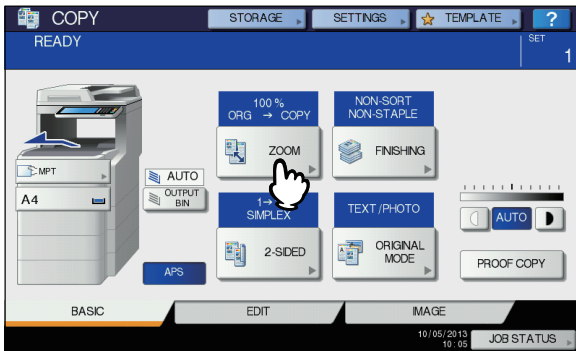 COPY
STORAGE
SETTINGS
TEMPLATE
?
READY
SET
1
100 %
ORG → COPY
NON-SORT
NON-STAPLE
ZOOM
FINISHING
MPT
A4
AUTO
OUTPUT
BIN
1→
SIMPLEX
TEXT/PHOTO
2-SIDED
ORIGINAL
MODE
AUTO
APS
PROOF COPY
BASIC
EDIT
IMAGE
10/05/2013
10:05
JOB STATUS